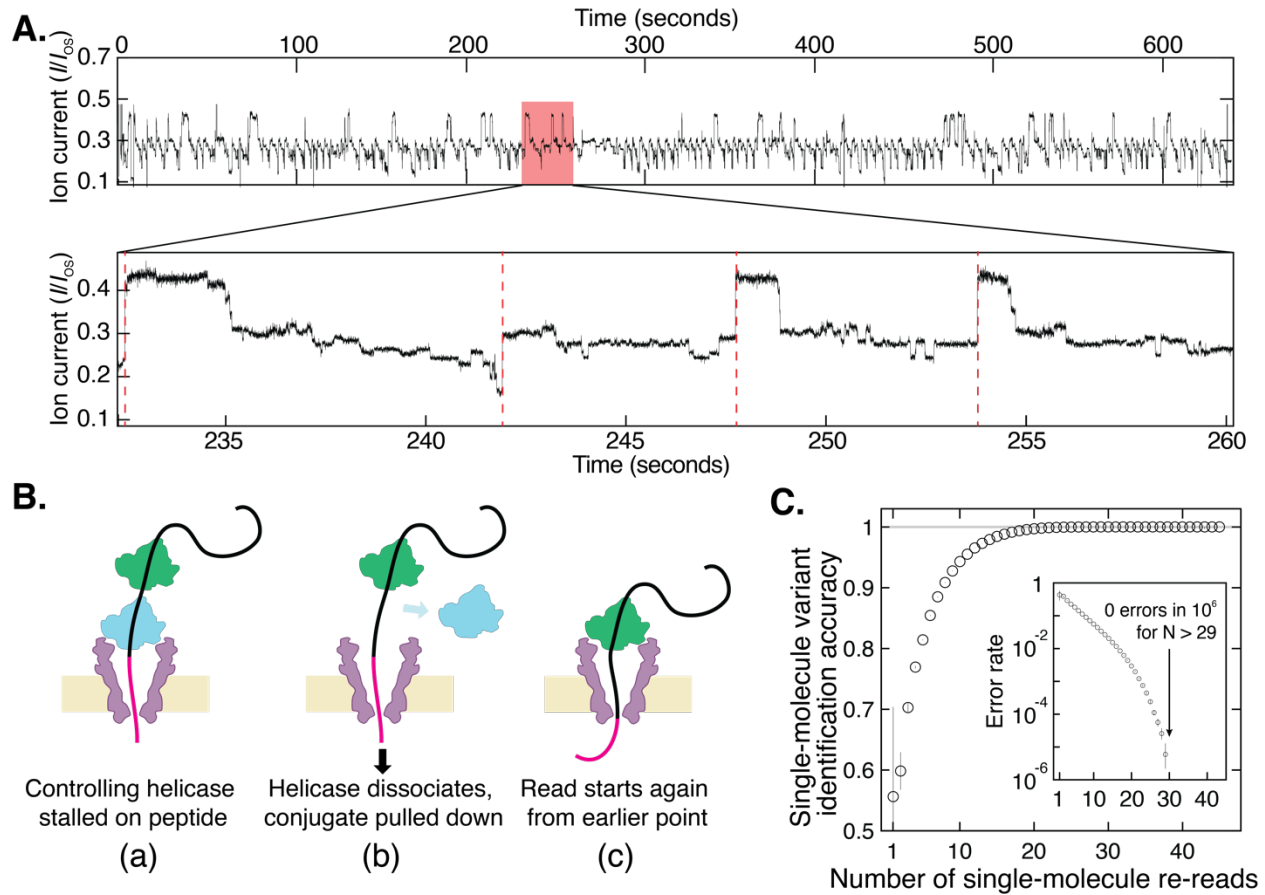 A.
Time (seconds)
0 100 200 300 400 500 600
Ion current (I/Ios)
0.7
0.5
0.3
0.1
Ion current (I/Ios)
0.4
0.3
0.2
0.1
235 240 245 250 255 260
Time (seconds)
B.
Controlling helicase
stalled on peptide
(a)
Helicase dissociates,
conjugate pulled down
(b)
Read starts again
from earlier point
(c)
C.
Single-molecule variant
identification accuracy
1
0.9
0.8
0.7
0.6
0.5
1 10 20 30 40
Number of single-molecule re-reads
Error rate
1
10-2
10-4
10-6
1 10 20 30 40
0 errors in 106
for N > 29